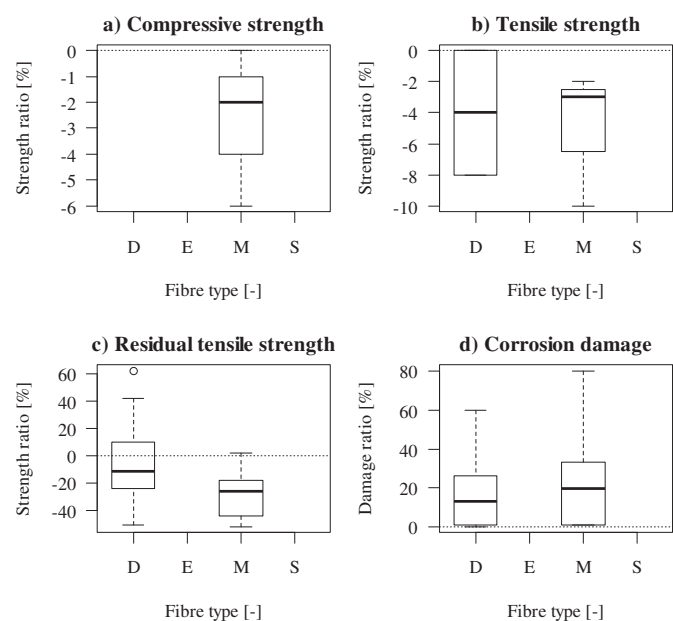 a) Compressive strength
Strength ratio [%]
0
-1
-2
-3
-4
-5
-6
D E M S
Fibre type [-]
b) Tensile strength
Strength ratio [%]
0
-2
-4
-6
-8
-10
D E M S
Fibre type [-]
c) Residual tensile strength
Strength ratio [%]
60
40
20
0
-20
-40
D E M S
Fibre type [-]
d) Corrosion damage
Damage ratio [%]
80
60
40
20
0
D E M S
Fibre type [-]